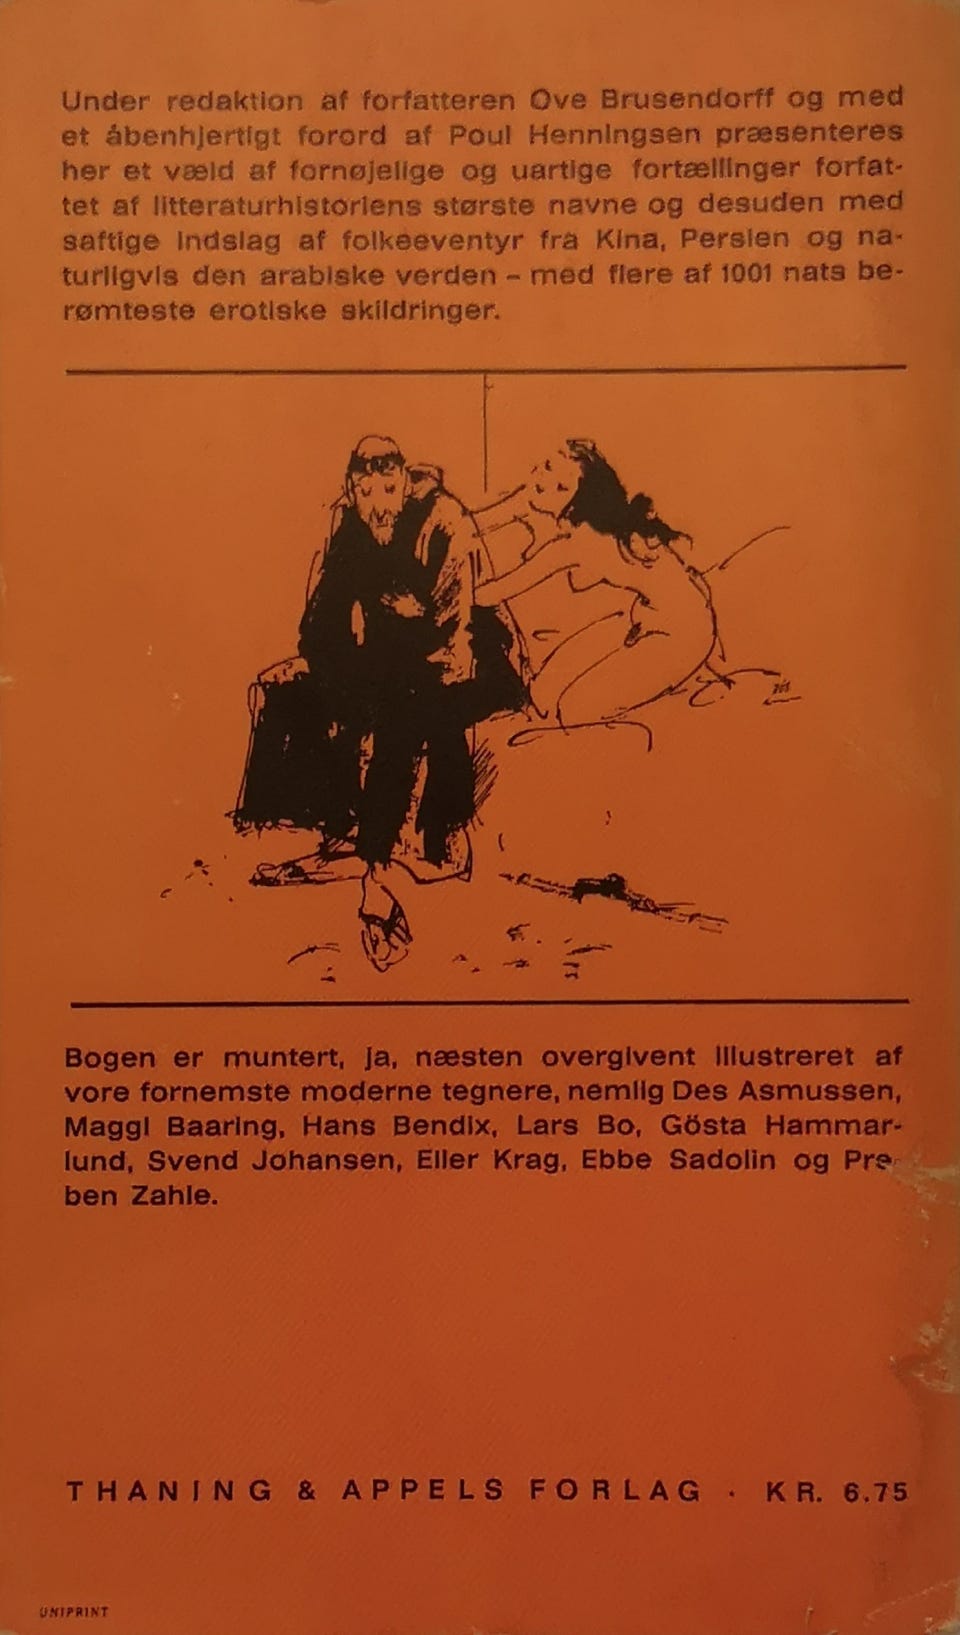 Under redaktion af forfatteren Ove Brusendorff og med
et åbenhjertigt forord af Poul Henningsen præsenteres
her et væld af fornøjelige og uartige fortællinger forfat-
tet af litteraturhistoriens største navne og desuden med
saftige indslag af folkeeventyr fra Kina, Persien og na-
turligvis den arabiske verden – med flere af 1001 nats be-
rømteste erotiske skildringer.
Bogen er muntert, ja, næsten overgivent illustreret af
vore fornemste moderne tegnere, nemlig Des Asmussen,
Maggi Baaring, Hans Bendix, Lars Bo, Gösta Hammar-
lund, Svend Johansen, Eiler Krag, Ebbe Sadolin og Pre-
ben Zahle.
THANING & APPELS FORLAG · KR. 6.75
UNIPRINT